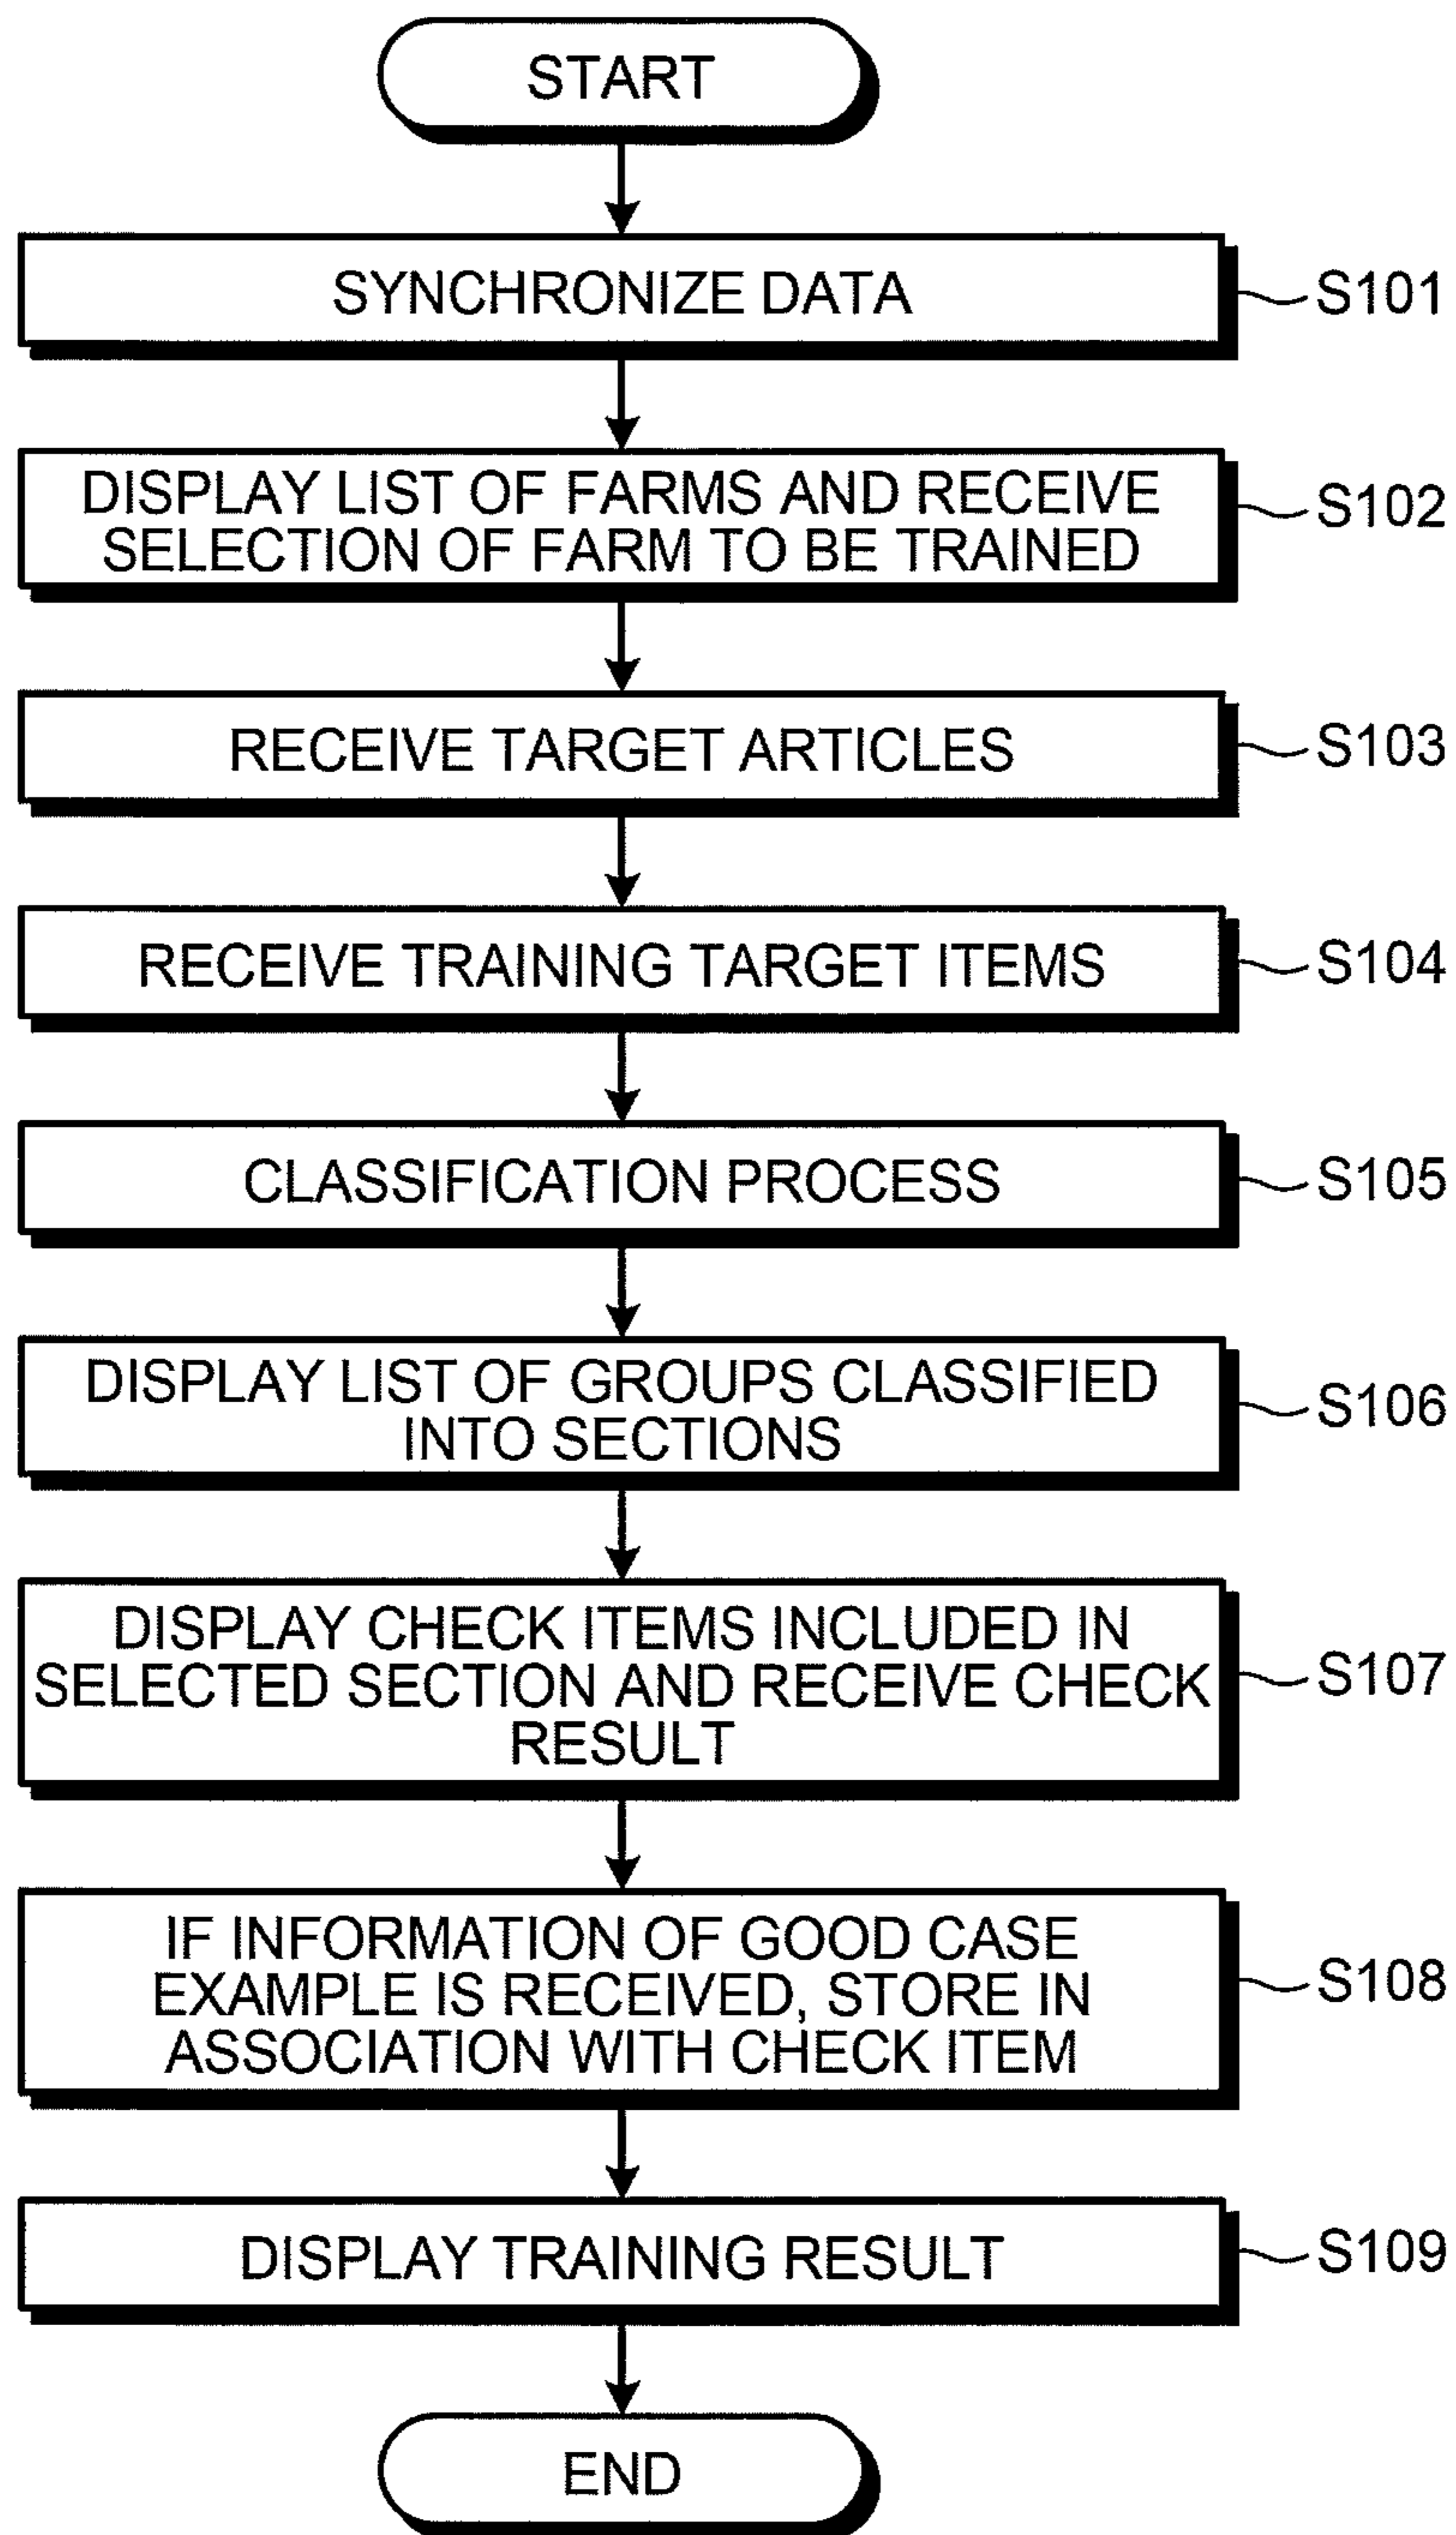 START
SYNCHRONIZE DATA
S101
DISPLAY LIST OF FARMS AND RECEIVE
SELECTION OF FARM TO BE TRAINED
S102
RECEIVE TARGET ARTICLES
S103
RECEIVE TRAINING TARGET ITEMS
S104
CLASSIFICATION PROCESS
S105
DISPLAY LIST OF GROUPS CLASSIFIED
INTO SECTIONS
S106
DISPLAY CHECK ITEMS INCLUDED IN
SELECTED SECTION AND RECEIVE CHECK
RESULT
S107
IF INFORMATION OF GOOD CASE
EXAMPLE IS RECEIVED, STORE IN
ASSOCIATION WITH CHECK ITEM
S108
DISPLAY TRAINING RESULT
S109
END